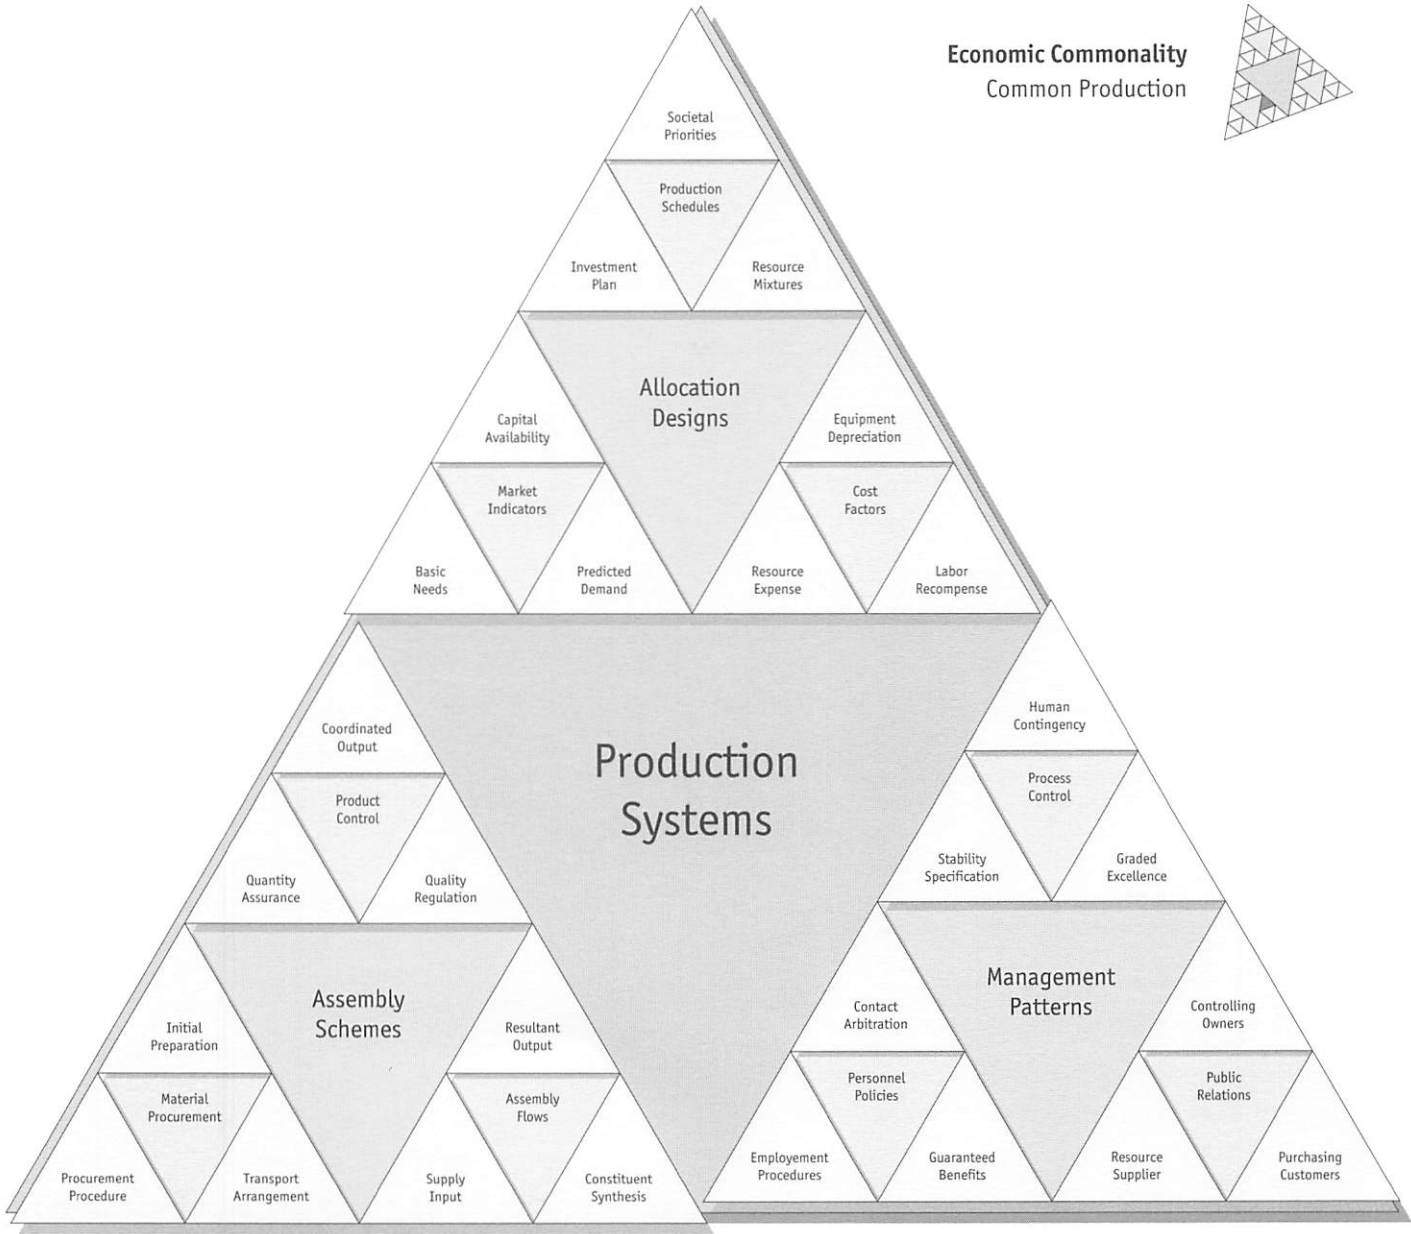 Economic Commonality
Common Production
Societal
Priorities
Production
Schedules
Investment
Plan
Resource
Mixtures
Allocation
Designs
Capital
Availability
Market
Indicators
Basic
Needs
Predicted
Demand
Equipment
Depreciation
Cost
Factors
Resource
Expense
Labor
Recompense
Production
Systems
Coordinated
Output
Product
Control
Quantity
Assurance
Quality
Regulation
Assembly
Schemes
Initial
Preparation
Material
Procurement
Procurement
Procedure
Transport
Arrangement
Resultant
Output
Assembly
Flows
Supply
Input
Constituent
Synthesis
Human
Contingency
Process
Control
Stability
Specification
Graded
Excellence
Management
Patterns
Contact
Arbitration
Personnel
Policies
Employement
Procedures
Guaranteed
Benefits
Controlling
Owners
Public
Relations
Resource
Supplier
Purchasing
Customers